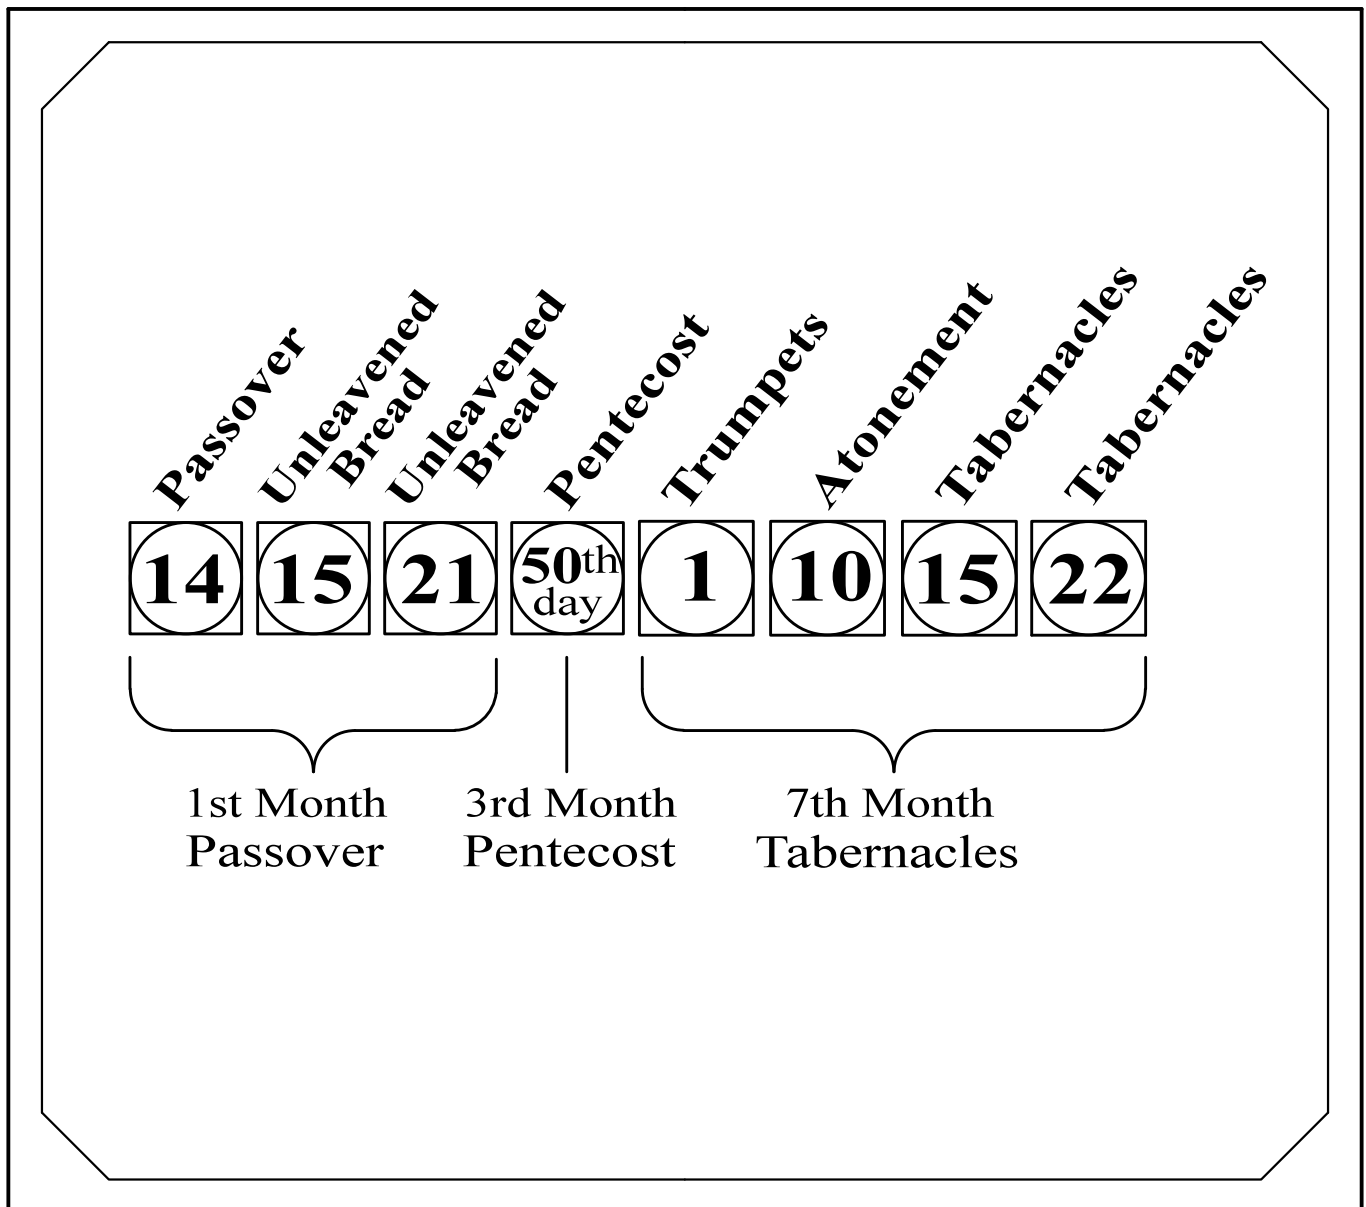 Passover
Unleavened
Bread
Unleavened
Bread
Pentecost
Trumpets
Atonement
Tabernacles
Tabernacles
14
15
21
50th
day
1
10
15
22
1st Month
Passover
3rd Month
Pentecost
7th Month
Tabernacles